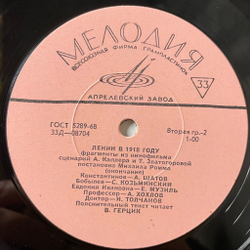 МЕЛОДИЯ
ВСЕСОЮЗНАЯ ФИРМА ГРАМПЛАСТИНОК
33
АПРЕЛЕВСКИЙ ЗАВОД
ГОСТ 5289-68
33Д—08704
Вторая гр.-2
1-00
ЛЕНИН В 1918 ГОДУ
фрагменты из кинофильма
сценарий А. Каплера и Т. Златогоровой
постановка Михаила Ромма
(окончание)
Константинов — А. ШАТОВ
Бобылев — С. КОЗЬМИНСКИЙ
Евдокия Ивановна — Е. МУЗИЛЬ
Профессор — А. ХОХЛОВ
Доктор — И. ТОЛЧАНОВ
Пояснительный текст читает
В. ГЕРЦИК